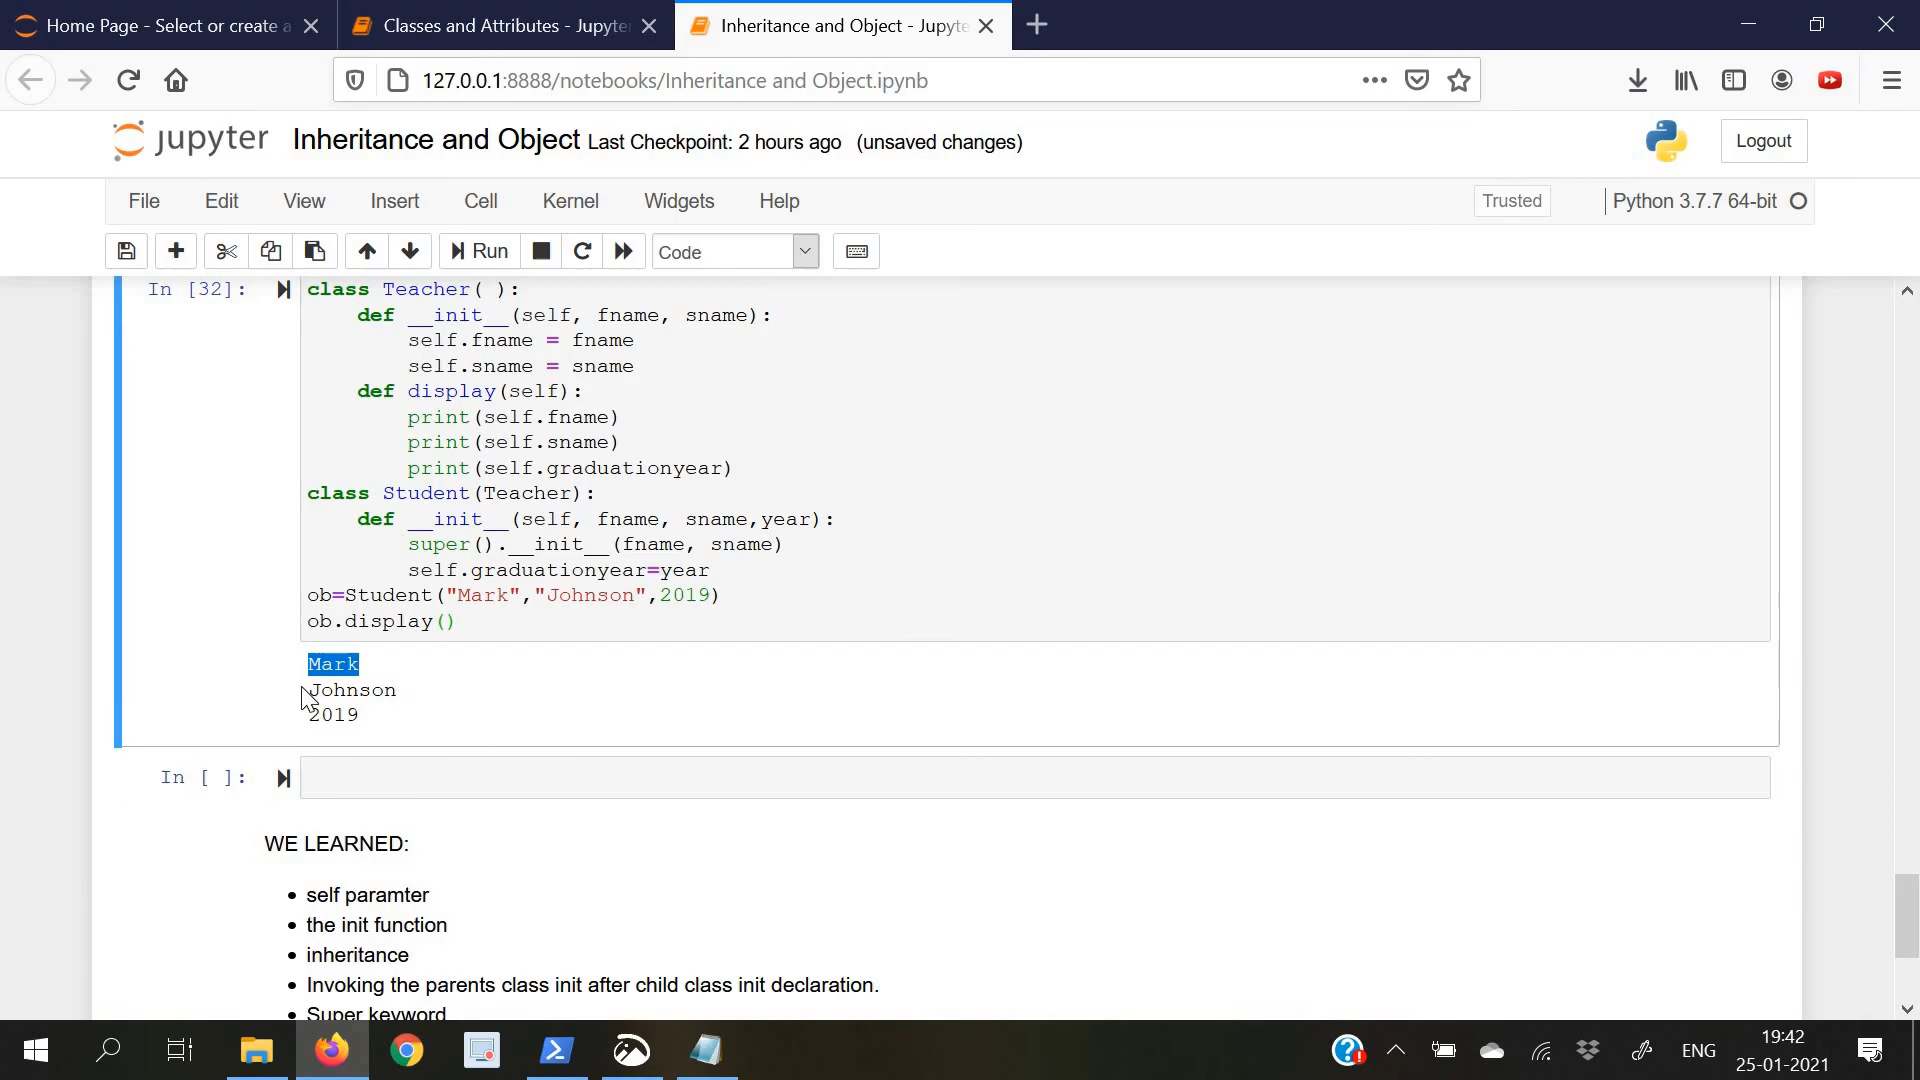 Home Page - Select or create a
Classes and Attributes - Jupyte
Inheritance and Object - Jupyte
127.0.0.1:8888/notebooks/Inheritance and Object.ipynb
jupyter Inheritance and Object Last Checkpoint: 2 hours ago (unsaved changes)
Logout
File Edit View Insert Cell Kernel Widgets Help
Trusted
Python 3.7.7 64-bit
Run
Code
In [32]:
class Teacher( ):
    def __init__(self, fname, sname):
        self.fname = fname
        self.sname = sname
    def display(self):
        print(self.fname)
        print(self.sname)
        print(self.graduationyear)
class Student(Teacher):
    def __init__(self, fname, sname,year):
        super().__init__(fname, sname)
        self.graduationyear=year
ob=Student("Mark","Johnson",2019)
ob.display()
Mark
Johnson
2019
In [ ]:
WE LEARNED:
• self paramter
• the init function
• inheritance
• Invoking the parents class init after child class init declaration.
• Super keyword
ENG
19:42
25-01-2021